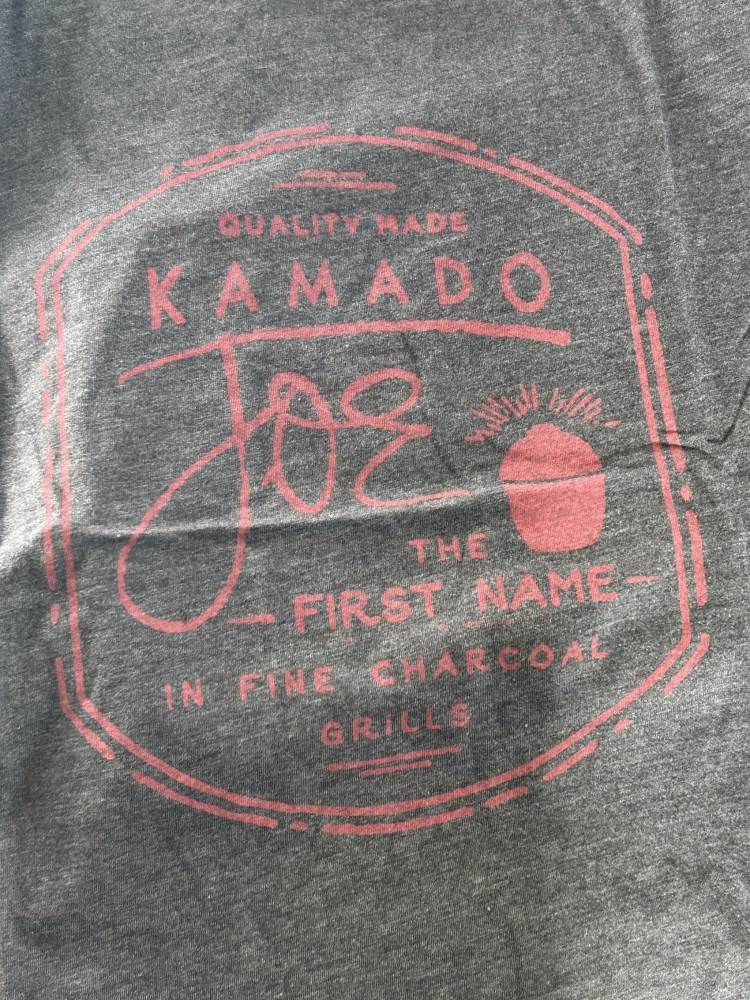 QUALITY MADE
KAMADO
Joe
THE
— FIRST NAME —
IN FINE CHARCOAL
GRILLS